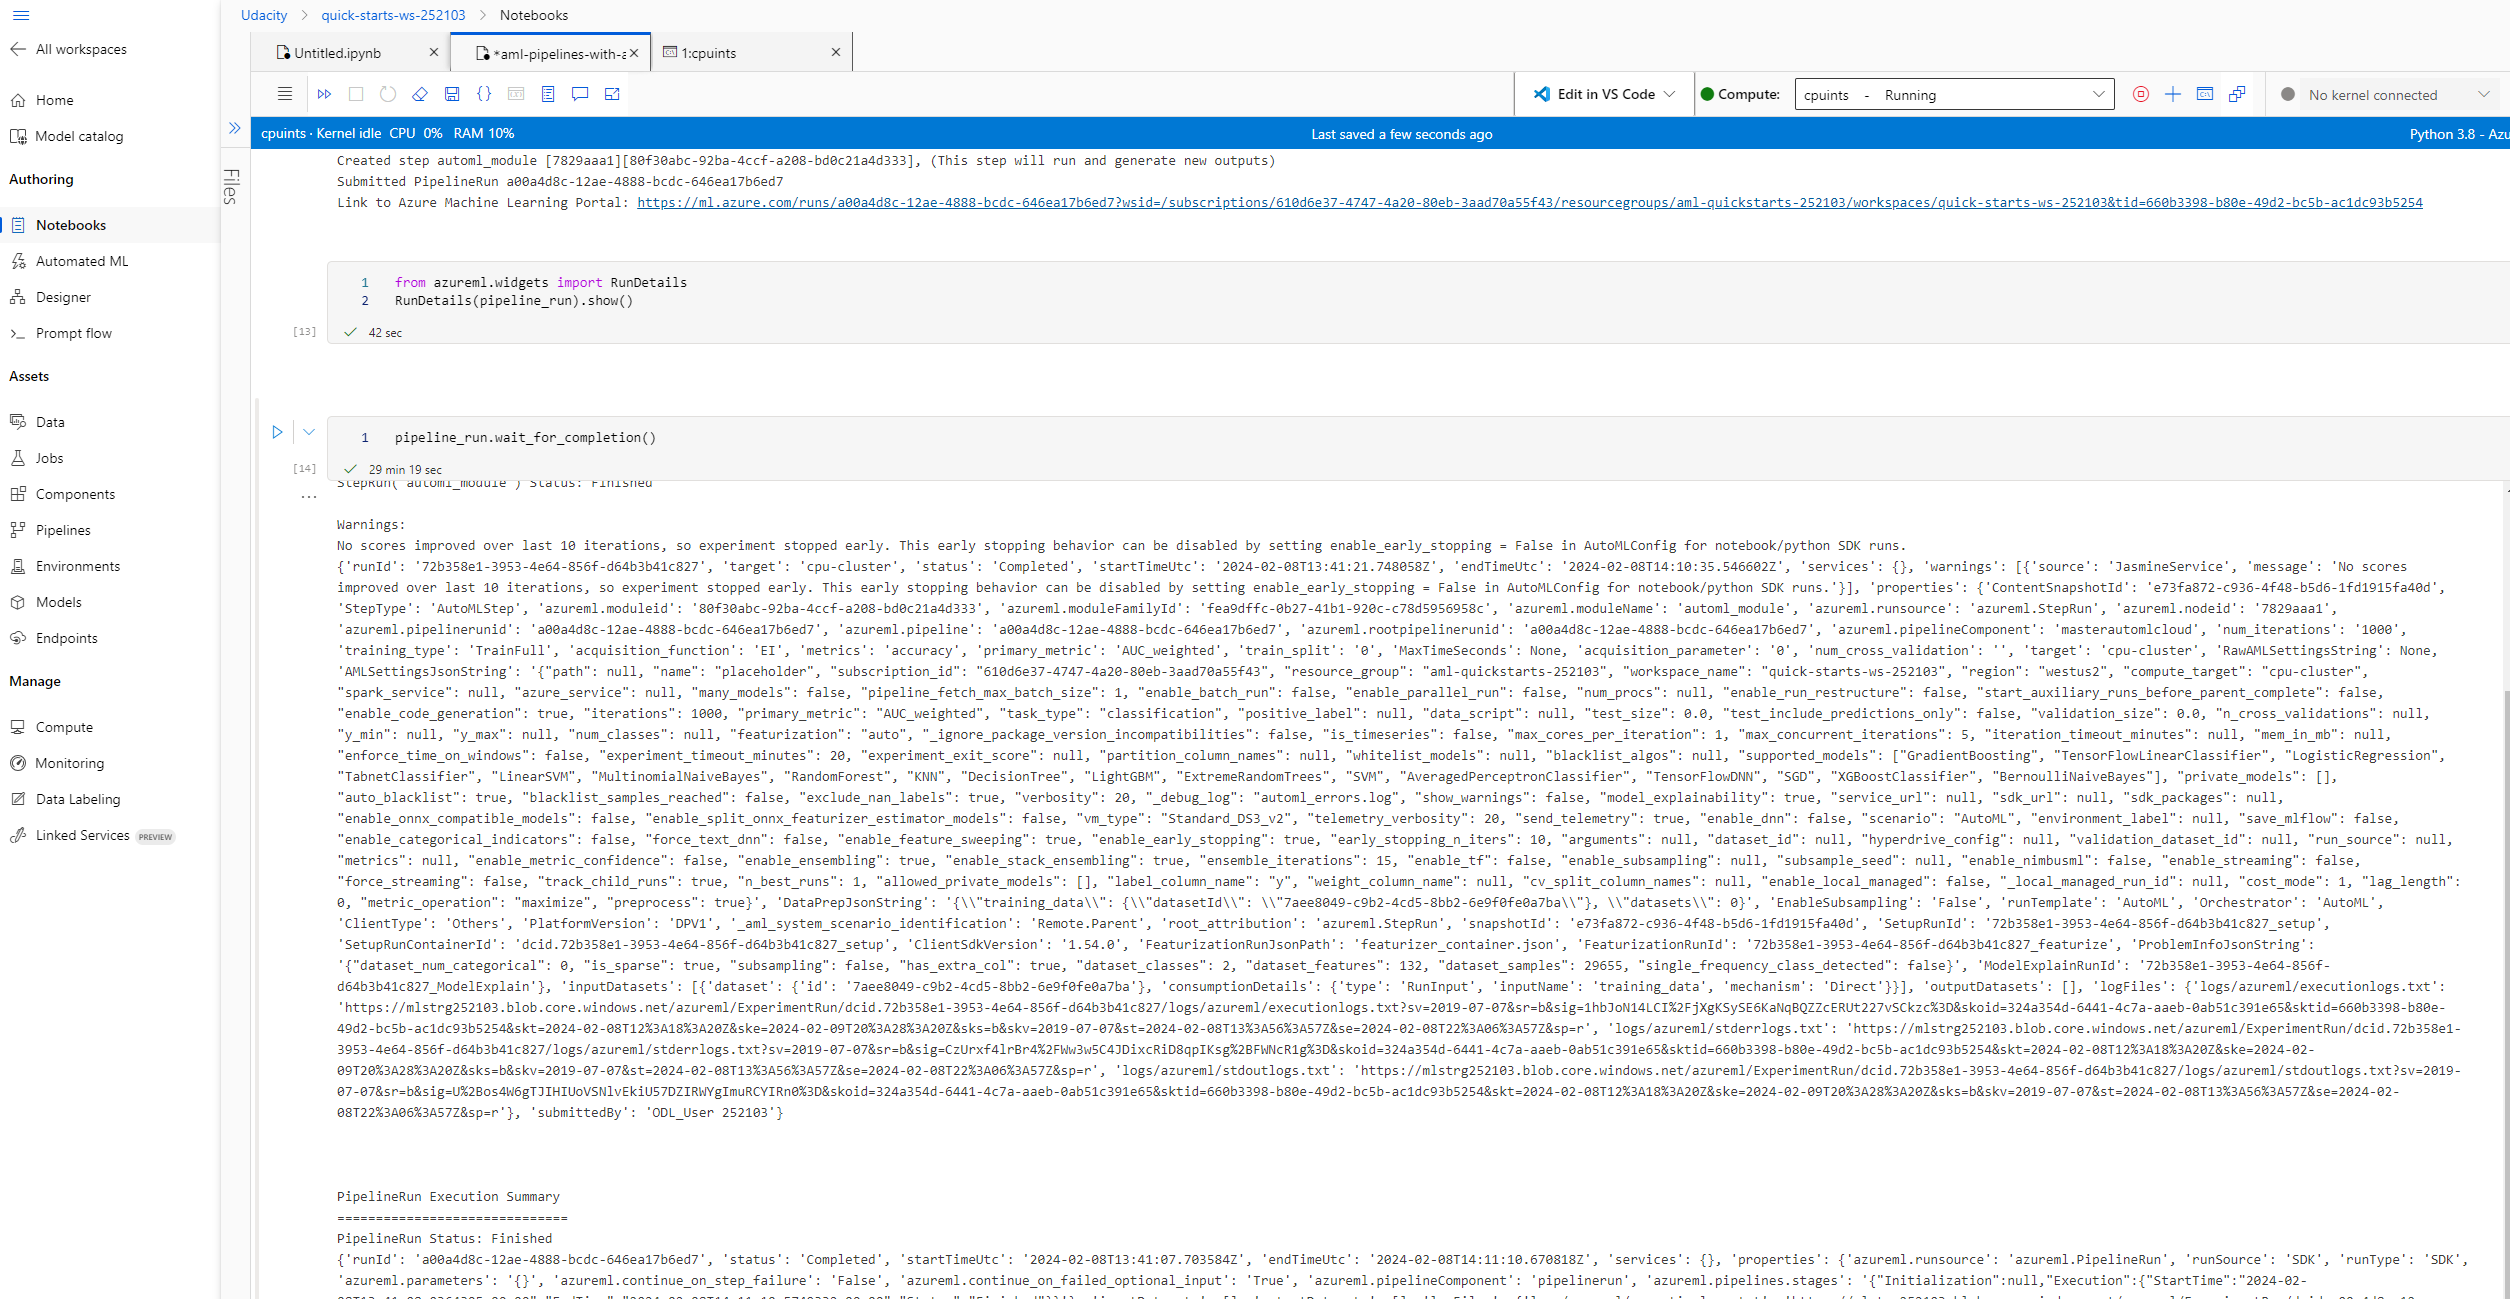 Udacity > quick-starts-ws-252103 > Notebooks
All workspaces
Home
Model catalog
Authoring
Notebooks
Automated ML
Designer
Prompt flow
Assets
Data
Jobs
Components
Pipelines
Environments
Models
Endpoints
Manage
Compute
Monitoring
Data Labeling
Linked Services PREVIEW
Files
Untitled.ipynb
*aml-pipelines-with-a
1:cpuints
Edit in VS Code
Compute: cpuints - Running
No kernel connected
cpuints · Kernel idle CPU 0% RAM 10%
Last saved a few seconds ago
Python 3.8 - Azu
Created step automl_module [7829aaa1][80f30abc-92ba-4ccf-a208-bd0c21a4d333], (This step will run and generate new outputs)
Submitted PipelineRun a00a4d8c-12ae-4888-bcdc-646ea17b6ed7
Link to Azure Machine Learning Portal: https://ml.azure.com/runs/a00a4d8c-12ae-4888-bcdc-646ea17b6ed7?wsid=/subscriptions/610d6e37-4747-4a20-80eb-3aad70a55f43/resourcegroups/aml-quickstarts-252103/workspaces/quick-starts-ws-252103&tid=660b3398-b80e-49d2-bc5b-ac1dc93b5254
1 from azureml.widgets import RunDetails
2 RunDetails(pipeline_run).show()
[13] 42 sec
1 pipeline_run.wait_for_completion()
[14] 29 min 19 sec
StepRun( automl_module ) Status: Finished
Warnings:
No scores improved over last 10 iterations, so experiment stopped early. This early stopping behavior can be disabled by setting enable_early_stopping = False in AutoMLConfig for notebook/python SDK runs.
{'runId': '72b358e1-3953-4e64-856f-d64b3b41c827', 'target': 'cpu-cluster', 'status': 'Completed', 'startTimeUtc': '2024-02-08T13:41:21.748058Z', 'endTimeUtc': '2024-02-08T14:10:35.546602Z', 'services': {}, 'warnings': [{'source': 'JasmineService', 'message': 'No scores
improved over last 10 iterations, so experiment stopped early. This early stopping behavior can be disabled by setting enable_early_stopping = False in AutoMLConfig for notebook/python SDK runs.'}], 'properties': {'ContentSnapshotId': 'e73fa872-c936-4f48-b5d6-1fd1915fa40d',
'StepType': 'AutoMLStep', 'azureml.moduleid': '80f30abc-92ba-4ccf-a208-bd0c21a4d333', 'azureml.moduleFamilyId': 'fea9dffc-0b27-41b1-920c-c78d5956958c', 'azureml.moduleName': 'automl_module', 'azureml.runsource': 'azureml.StepRun', 'azureml.nodeid': '7829aaa1',
'azureml.pipelinerunid': 'a00a4d8c-12ae-4888-bcdc-646ea17b6ed7', 'azureml.pipeline': 'a00a4d8c-12ae-4888-bcdc-646ea17b6ed7', 'azureml.rootpipelinerunid': 'a00a4d8c-12ae-4888-bcdc-646ea17b6ed7', 'azureml.pipelineComponent': 'masterautomlcloud', 'num_iterations': '1000',
'training_type': 'TrainFull', 'acquisition_function': 'EI', 'metrics': 'accuracy', 'primary_metric': 'AUC_weighted', 'train_split': '0', 'MaxTimeSeconds': None, 'acquisition_parameter': '0', 'num_cross_validation': '', 'target': 'cpu-cluster', 'RawAMLSettingsString': None,
'AMLSettingsJsonString': '{"path": null, "name": "placeholder", "subscription_id": "610d6e37-4747-4a20-80eb-3aad70a55f43", "resource_group": "aml-quickstarts-252103", "workspace_name": "quick-starts-ws-252103", "region": "westus2", "compute_target": "cpu-cluster",
"spark_service": null, "azure_service": null, "many_models": false, "pipeline_fetch_max_batch_size": 1, "enable_batch_run": false, "enable_parallel_run": false, "num_procs": null, "enable_run_restructure": false, "start_auxiliary_runs_before_parent_complete": false,
"enable_code_generation": true, "iterations": 1000, "primary_metric": "AUC_weighted", "task_type": "classification", "positive_label": null, "data_script": null, "test_size": 0.0, "test_include_predictions_only": false, "validation_size": 0.0, "n_cross_validations": null,
"y_min": null, "y_max": null, "num_classes": null, "featurization": "auto", "_ignore_package_version_incompatibilities": false, "is_timeseries": false, "max_cores_per_iteration": 1, "max_concurrent_iterations": 5, "iteration_timeout_minutes": null, "mem_in_mb": null,
"enforce_time_on_windows": false, "experiment_timeout_minutes": 20, "experiment_exit_score": null, "partition_column_names": null, "whitelist_models": null, "blacklist_algos": null, "supported_models": ["GradientBoosting", "TensorFlowLinearClassifier", "LogisticRegression",
"TabnetClassifier", "LinearSVM", "MultinomialNaiveBayes", "RandomForest", "KNN", "DecisionTree", "LightGBM", "ExtremeRandomTrees", "SVM", "AveragedPerceptronClassifier", "TensorFlowDNN", "SGD", "XGBoostClassifier", "BernoulliNaiveBayes"], "private_models": [],
"auto_blacklist": true, "blacklist_samples_reached": false, "exclude_nan_labels": true, "verbosity": 20, "_debug_log": "automl_errors.log", "show_warnings": false, "model_explainability": true, "service_url": null, "sdk_url": null, "sdk_packages": null,
"enable_onnx_compatible_models": false, "enable_split_onnx_featurizer_estimator_models": false, "vm_type": "Standard_DS3_v2", "telemetry_verbosity": 20, "send_telemetry": true, "enable_dnn": false, "scenario": "AutoML", "environment_label": null, "save_mlflow": false,
"enable_categorical_indicators": false, "force_text_dnn": false, "enable_feature_sweeping": true, "enable_early_stopping": true, "early_stopping_n_iters": 10, "arguments": null, "dataset_id": null, "hyperdrive_config": null, "validation_dataset_id": null, "run_source": null,
"metrics": null, "enable_metric_confidence": false, "enable_ensembling": true, "enable_stack_ensembling": true, "ensemble_iterations": 15, "enable_tf": false, "enable_subsampling": null, "subsample_seed": null, "enable_nimbusml": false, "enable_streaming": false,
"force_streaming": false, "track_child_runs": true, "n_best_runs": 1, "allowed_private_models": [], "label_column_name": "y", "weight_column_name": null, "cv_split_column_names": null, "enable_local_managed": false, "_local_managed_run_id": null, "cost_mode": 1, "lag_length":
0, "metric_operation": "maximize", "preprocess": true}', 'DataPrepJsonString': '{\\"training_data\\": {\\"datasetId\\": \\"7aee8049-c9b2-4cd5-8bb2-6e9f0fe0a7ba\\"}, \\"datasets\\": 0}', 'EnableSubsampling': 'False', 'runTemplate': 'AutoML', 'Orchestrator': 'AutoML',
'ClientType': 'Others', 'PlatformVersion': 'DPV1', '_aml_system_scenario_identification': 'Remote.Parent', 'root_attribution': 'azureml.StepRun', 'snapshotId': 'e73fa872-c936-4f48-b5d6-1fd1915fa40d', 'SetupRunId': '72b358e1-3953-4e64-856f-d64b3b41c827_setup',
'SetupRunContainerId': 'dcid.72b358e1-3953-4e64-856f-d64b3b41c827_setup', 'ClientSdkVersion': '1.54.0', 'FeaturizationRunJsonPath': 'featurizer_container.json', 'FeaturizationRunId': '72b358e1-3953-4e64-856f-d64b3b41c827_featurize', 'ProblemInfoJsonString':
'{"dataset_num_categorical": 0, "is_sparse": true, "subsampling": false, "has_extra_col": true, "dataset_classes": 2, "dataset_features": 132, "dataset_samples": 29655, "single_frequency_class_detected": false}', 'ModelExplainRunId': '72b358e1-3953-4e64-856f-
d64b3b41c827_ModelExplain'}, 'inputDatasets': [{'dataset': {'id': '7aee8049-c9b2-4cd5-8bb2-6e9f0fe0a7ba'}, 'consumptionDetails': {'type': 'RunInput', 'inputName': 'training_data', 'mechanism': 'Direct'}}], 'outputDatasets': [], 'logFiles': {'logs/azureml/executionlogs.txt':
'https://mlstrg252103.blob.core.windows.net/azureml/ExperimentRun/dcid.72b358e1-3953-4e64-856f-d64b3b41c827/logs/azureml/executionlogs.txt?sv=2019-07-07&sr=b&sig=1hbJoN14LCI%2FjXgKSySE6KaNqBQZZcERUt227vSCkzc%3D&skoid=324a354d-6441-4c7a-aaeb-0ab51c391e65&sktid=660b3398-b80e-
49d2-bc5b-ac1dc93b5254&skt=2024-02-08T12%3A18%3A20Z&ske=2024-02-09T20%3A28%3A20Z&sks=b&skv=2019-07-07&st=2024-02-08T13%3A56%3A57Z&se=2024-02-08T22%3A06%3A57Z&sp=r', 'logs/azureml/stderrlogs.txt': 'https://mlstrg252103.blob.core.windows.net/azureml/ExperimentRun/dcid.72b358e1-
3953-4e64-856f-d64b3b41c827/logs/azureml/stderrlogs.txt?sv=2019-07-07&sr=b&sig=CzUrxf4lrBr4%2FWw3w5C4JDixcRiD8qpIKsg%2BFWNcR1g%3D&skoid=324a354d-6441-4c7a-aaeb-0ab51c391e65&sktid=660b3398-b80e-49d2-bc5b-ac1dc93b5254&skt=2024-02-08T12%3A18%3A20Z&ske=2024-02-
09T20%3A28%3A20Z&sks=b&skv=2019-07-07&st=2024-02-08T13%3A56%3A57Z&se=2024-02-08T22%3A06%3A57Z&sp=r', 'logs/azureml/stdoutlogs.txt': 'https://mlstrg252103.blob.core.windows.net/azureml/ExperimentRun/dcid.72b358e1-3953-4e64-856f-d64b3b41c827/logs/azureml/stdoutlogs.txt?sv=2019-
07-07&sr=b&sig=U%2Bos4W6gTJIHIUoVSNlvEkiU57DZIRWYgImuRCYIRn0%3D&skoid=324a354d-6441-4c7a-aaeb-0ab51c391e65&sktid=660b3398-b80e-49d2-bc5b-ac1dc93b5254&skt=2024-02-08T12%3A18%3A20Z&ske=2024-02-09T20%3A28%3A20Z&sks=b&skv=2019-07-07&st=2024-02-08T13%3A56%3A57Z&se=2024-02-
08T22%3A06%3A57Z&sp=r'}, 'submittedBy': 'ODL_User 252103'}
PipelineRun Execution Summary
==============================
PipelineRun Status: Finished
{'runId': 'a00a4d8c-12ae-4888-bcdc-646ea17b6ed7', 'status': 'Completed', 'startTimeUtc': '2024-02-08T13:41:07.703584Z', 'endTimeUtc': '2024-02-08T14:11:10.670818Z', 'services': {}, 'properties': {'azureml.runsource': 'azureml.PipelineRun', 'runSource': 'SDK', 'runType': 'SDK',
'azureml.parameters': '{}', 'azureml.continue_on_step_failure': 'False', 'azureml.continue_on_failed_optional_input': 'True', 'azureml.pipelineComponent': 'pipelinerun', 'azureml.pipelines.stages': '{"Initialization":null,"Execution":{"StartTime":"2024-02-